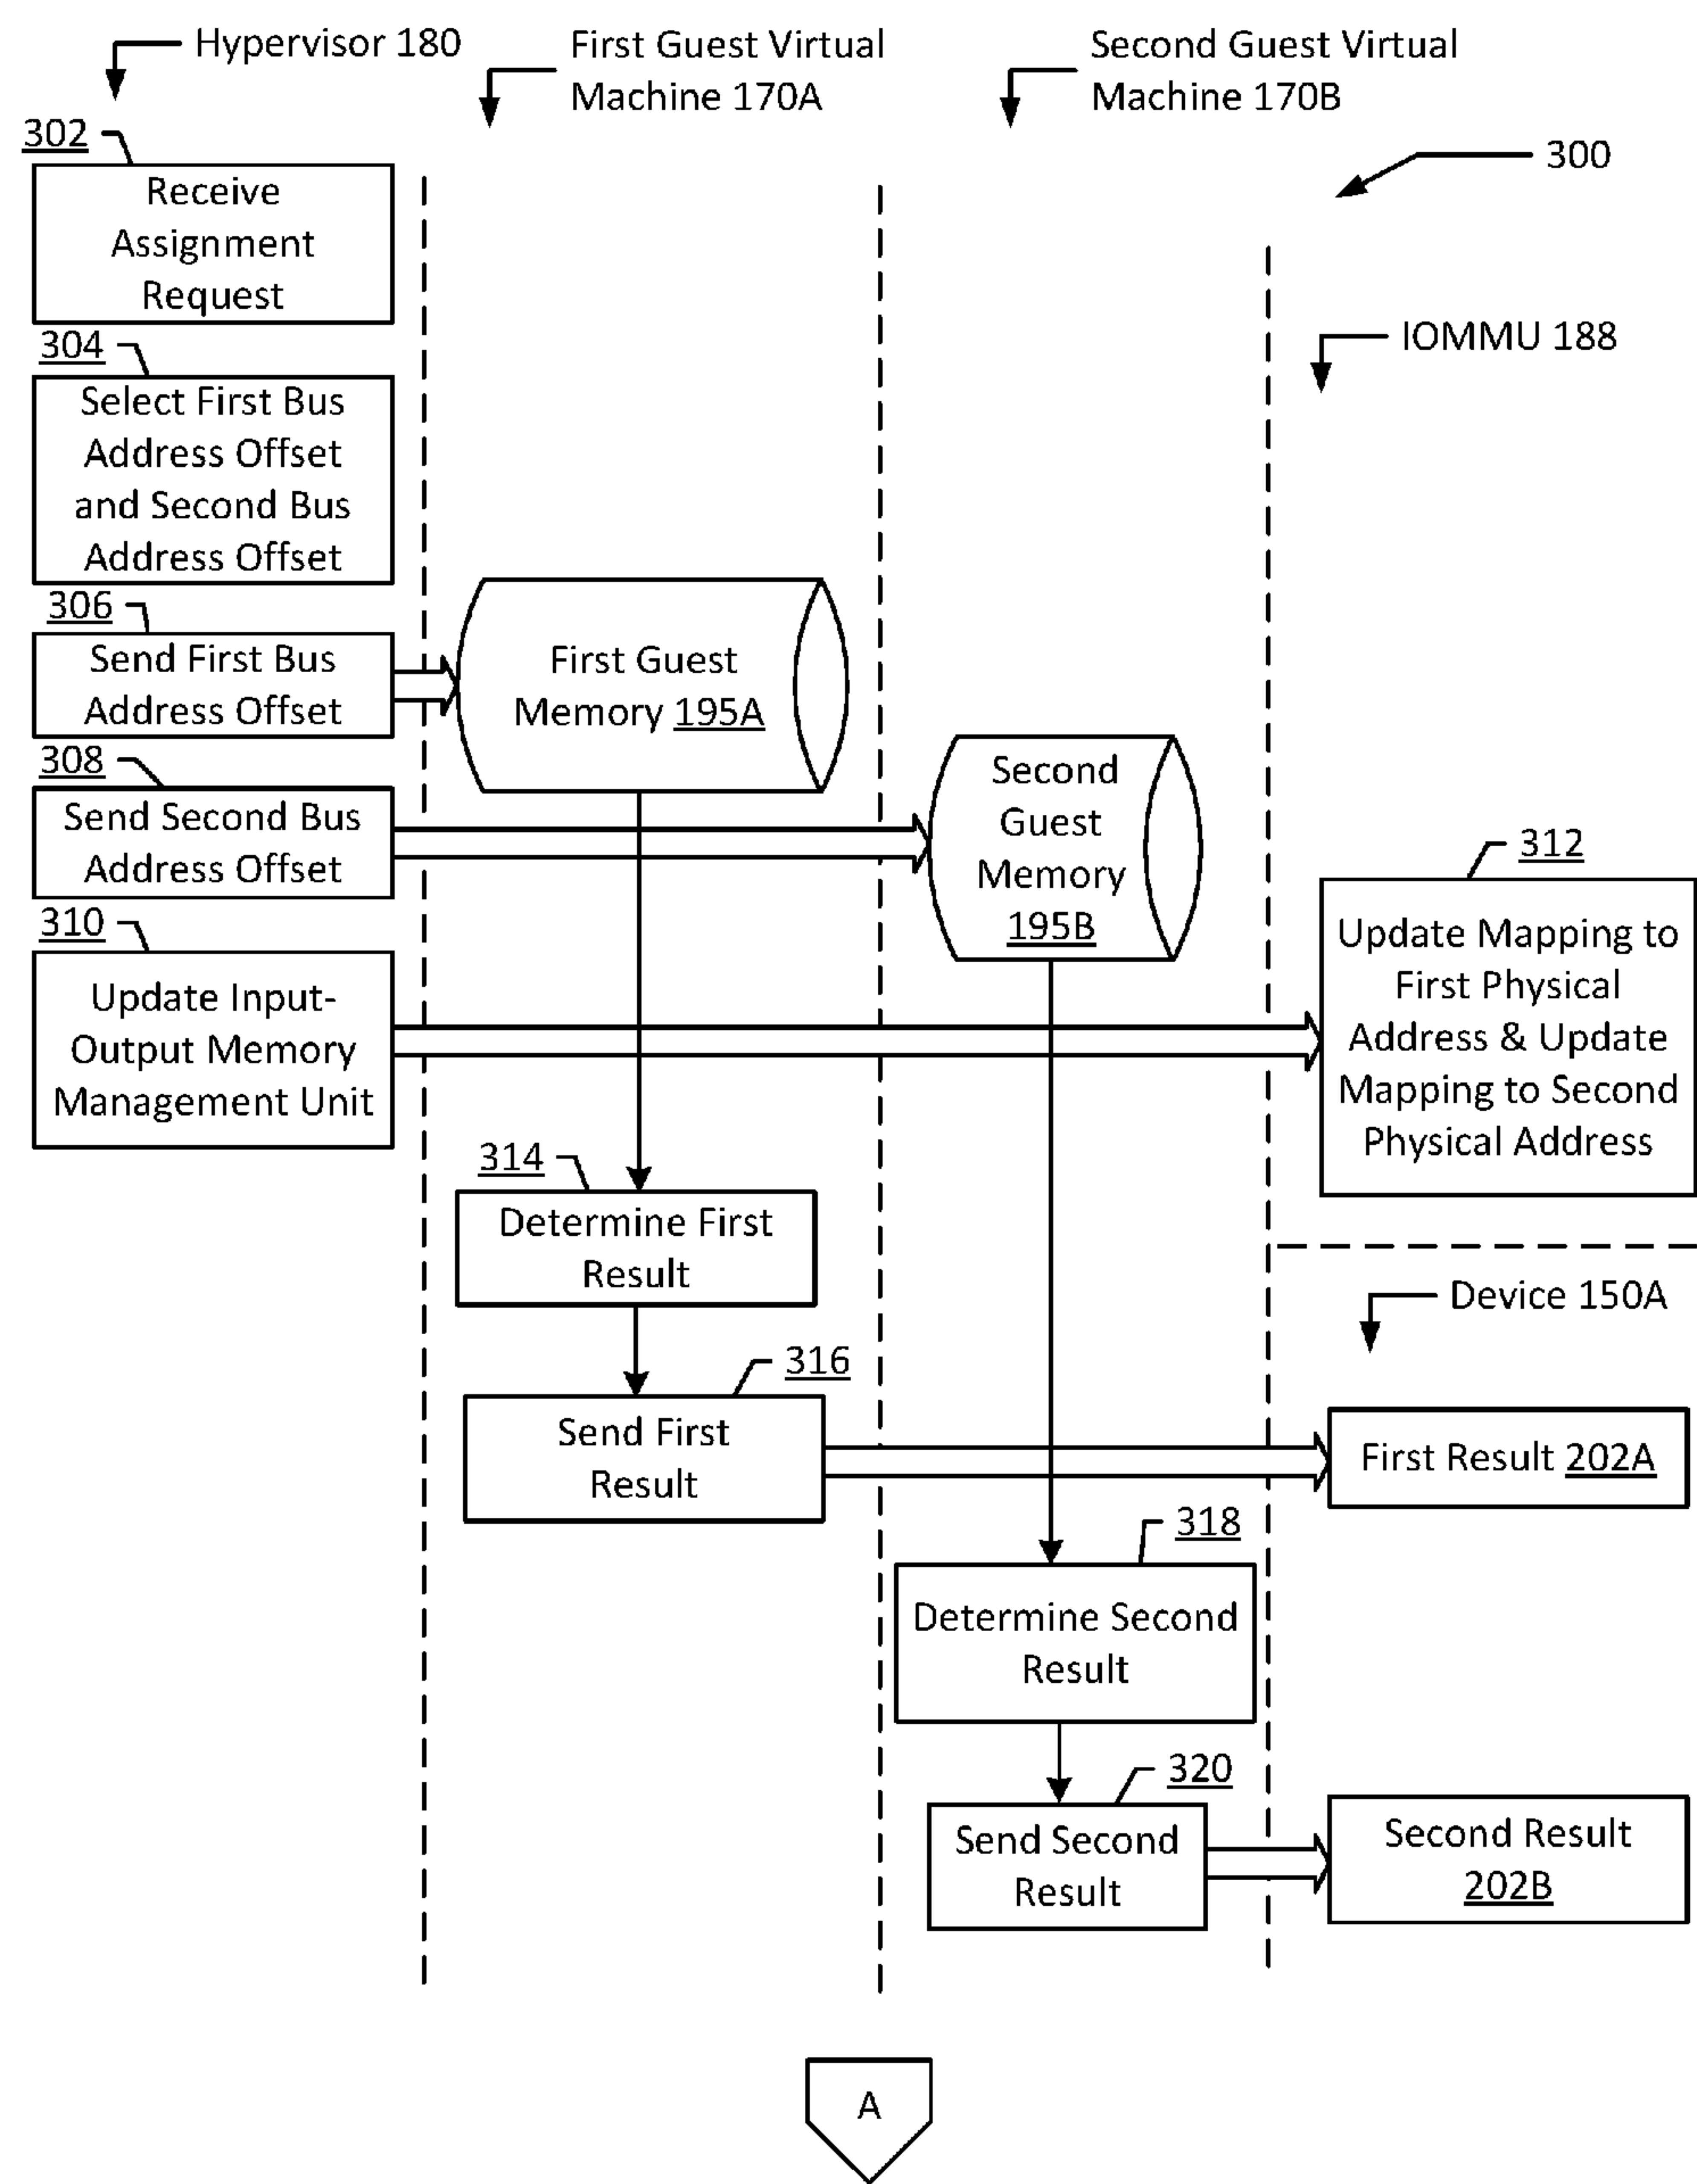 Hypervisor 180
First Guest Virtual
Machine 170A
Second Guest Virtual
Machine 170B
300
302
Receive
Assignment
Request
IOMMU 188
304
Select First Bus
Address Offset
and Second Bus
Address Offset
306
Send First Bus
Address Offset
First Guest
Memory 195A
308
Send Second Bus
Address Offset
Second
Guest
Memory
195B
310
Update Input-
Output Memory
Management Unit
312
Update Mapping to
First Physical
Address & Update
Mapping to Second
Physical Address
314
Determine First
Result
Device 150A
316
Send First
Result
First Result 202A
318
Determine Second
Result
320
Send Second
Result
Second Result
202B
A